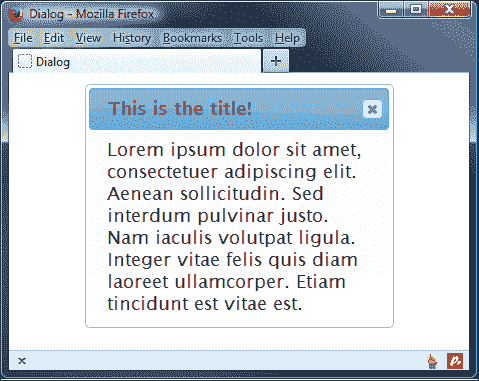 Dialog - Mozilla Firefox
File Edit View History Bookmarks Tools Help
Dialog
This is the title!
Lorem ipsum dolor sit amet,
consectetuer adipiscing elit.
Aenean sollicitudin. Sed
interdum pulvinar justo.
Nam iaculis volutpat ligula.
Integer vitae felis quis diam
laoreet ullamcorper. Etiam
tincidunt est vitae est.